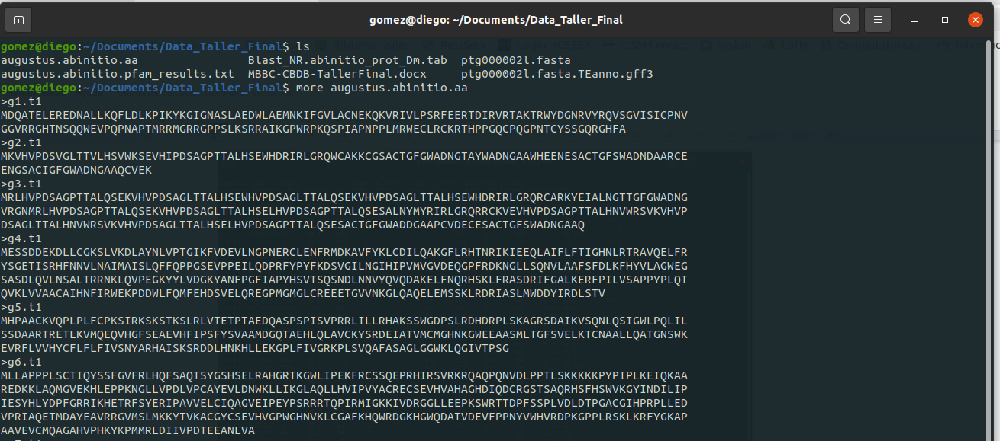 gomez@diego: ~/Documents/Data_Taller_Final
gomez@diego:~/Documents/Data_Taller_Final$ ls
augustus.abinitio.aa Blast_NR.abinitio_prot_Dm.tab ptg000002l.fasta
augustus.abinitio.pfam_results.txt MBBC-CBDB-TallerFinal.docx ptg000002l.fasta.TEanno.gff3
gomez@diego:~/Documents/Data_Taller_Final$ more augustus.abinitio.aa
>g1.t1
MDQATELEREDNALLKQFLDLKPIKYKGIGNASLAEDWLAEMNKIFGVLACNEKQKVRIVLPSRFEERTDIRVRTAKTRWYDGNRVYRQVSGVISICPNV
GGVRRGHTNSQQWEVPQPNAPTMRRMGRRGPPSLKSRRAIKGPWRPKQSPIAPNPPLMRWECLRCKRTHPPGQCPQGPNTCYSSGQRGHFA
>g2.t1
MKVHVPDSVGLTTVLHSVWKSEVHIPDSAGPTTALHSEWHDRIRLGRQWCAKKCGSACTGFGWADNGTAYWADNGAAWHEENESACTGFSWADNDAARCE
ENGSACIGFGWADNGAAQCVEK
>g3.t1
MRLHVPDSAGPTTALQSEKVHVPDSAGLTTALHSEWHVPDSAGLTTALQSEKVHVPDSAGLTTALHSEWHDRIRLGRQRCARKYEIALNGTTGFGWADNG
VRGNMRLHVPDSAGPTTALQSEKVHVPDSAGLTTALHSELHVPDSAGPTTALQSESALNYMYRIRLGRQRRCKVEVHVPDSAGPTTALHNVWRSVKVHVP
DSAGLTTALHNVWRSVKVHVPDSAGLTTALHSELHVPDSAGPTTALQSESACTGFGWADDGAAPCVDECESACTGFSWADNGAAQ
>g4.t1
MESSDDEKDLLCGKSLVKDLAYNLVPTGIKFVDEVLNGPNERCLENFRMDKAVFYKLCDILQAKGFLRHTNRIKIEEQLAIFLFTIGHNLRTRAVQELFR
YSGETISRHFNNVLNAIMAISLQFFQPPGSEVPPEILQDPRFYPYFKDSVGILNGIHIPVMVGVDEQGPFRDKNGLLSQNVLAAFSFDLKFHYVLAGWEG
SASDLQVLNSALTRRNKLQVPEGKYYLVDGKYANFPGFIAPYHSVTSQSNDLNNVYQVQDAKELFNQRHSKLFRASDRIFGALKERFPILVSAPPYPLQT
QVKLVVAACAIHNFIRWEKPDDWLFQMFEHDSVELQREGPMGMGLCREEETGVVNKGLQAQELEMSSKLRDRIASLMWDDYIRDLSTV
>g5.t1
MHPAACKVQPLPLFCPKSIRKSKSTKSLRLVTETPTAEDQASPSPISVPRRLILLRHAKSSWGDPSLRDHDRPLSKAGRSDAIKVSQNLQSIGWLPQLIL
SSDAARTRETLKVMQEQVHGFSEAEVHFIPSFYSVAAMDGQTAEHLQLAVCKYSRDEIATVMCMGHNKGWEEAASMLTGFSVELKTCNAALLQATGNSWK
EVRFLVVHYCFLFLFIVSNYARHAISKSRDDLHNKHLLEKGPLFIVGRKPLSVQAFASAGLGGWKLQGIVTPSG
>g6.t1
MLLAPPPLSCTIQYSSFGVFRLHQFSAQTSYGSHSELRAHGRTKGWLIPEKFRCSSQEPRHIRSVRKRQAQPQNVDLPPTLSKKKKKPYPIPLKEIQKAA
REDKKLAQMGVEKHLEPPKNGLLVPDLVPCAYEVLDNWKLLIKGLAQLLHVIPVYACRECSEVHVAHAGHDIQDCRGSTSAQRHSFHSWVKGYINDILIP
IESYHLYDPFGRRIKHETRFSYERIPAVVELCIQAGVEIPEYPSRRRTQPIRMIGKKIVDRGGLLEEPKSWRTTDPFSSPLVDLDTPGACGIHPRPLLED
VPRIAQETMDAYEAVRRGVMSLMKKYTVKACGYCSEVHVGPWGHNVKLCGAFKHQWRDGKHGWQDATVDEVFPPNYVWHVRDPKGPPLRSKLKRFYGKAP
AAVEVCMQAGAHVPHKYKPMMRLDIIVPDTEEANLVA